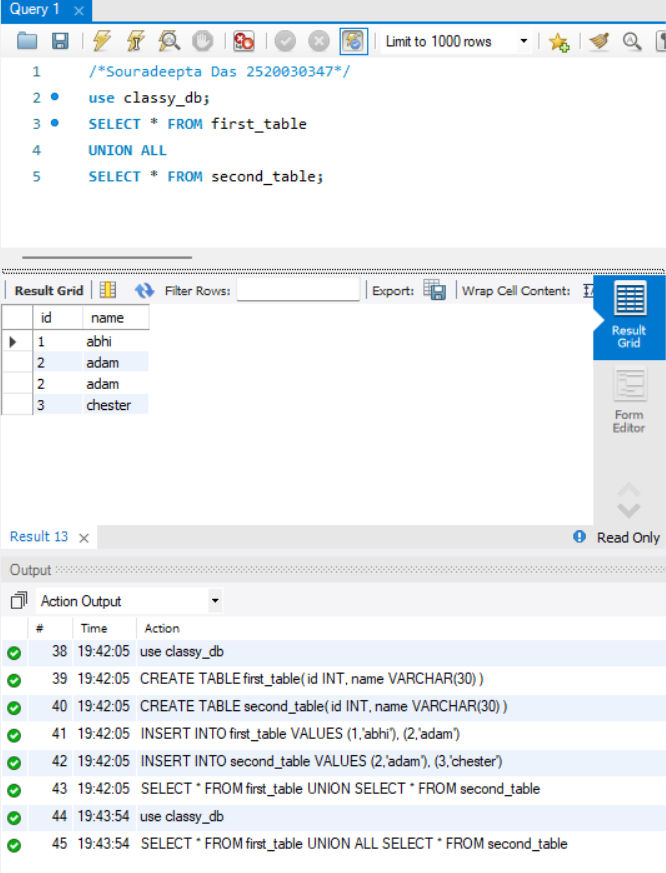 Query 1 ×
Limit to 1000 rows
1 /*Souradeepta Das 2520030347*/
2 use classy_db;
3 SELECT * FROM first_table
4 UNION ALL
5 SELECT * FROM second_table;
Result Grid Filter Rows: Export: Wrap Cell Content:
id name
1 abhi
2 adam
2 adam
3 chester
Result
Grid
Form
Editor
Result 13 × Read Only
Output
Action Output
# Time Action
38 19:42:05 use classy_db
39 19:42:05 CREATE TABLE first_table( id INT, name VARCHAR(30) )
40 19:42:05 CREATE TABLE second_table( id INT, name VARCHAR(30) )
41 19:42:05 INSERT INTO first_table VALUES (1,'abhi'), (2,'adam')
42 19:42:05 INSERT INTO second_table VALUES (2,'adam'), (3,'chester')
43 19:42:05 SELECT * FROM first_table UNION SELECT * FROM second_table
44 19:43:54 use classy_db
45 19:43:54 SELECT * FROM first_table UNION ALL SELECT * FROM second_table